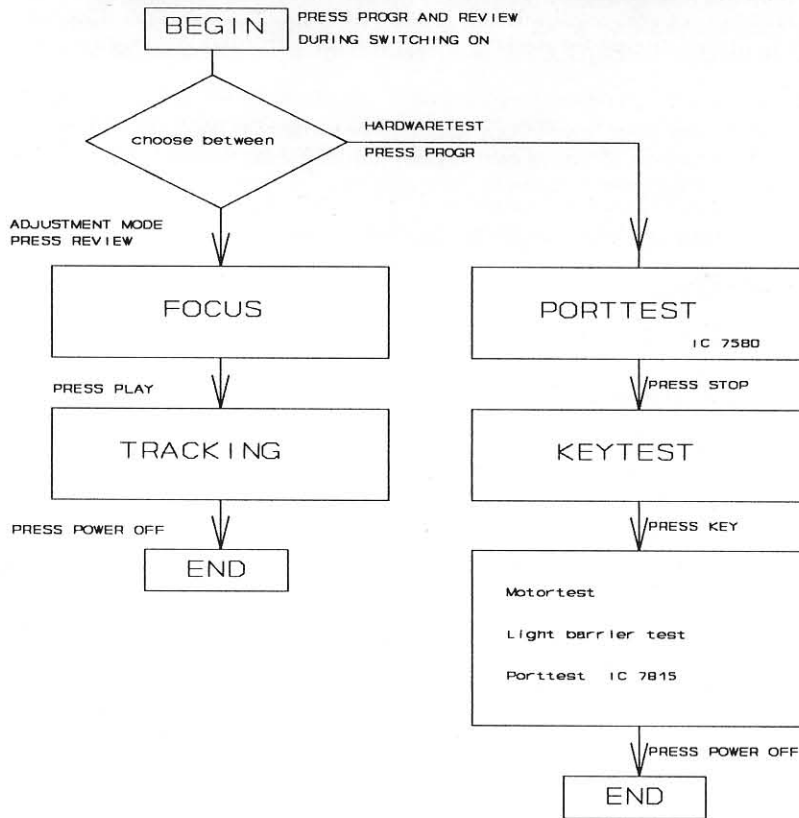 BEGIN
PRESS PROGR AND REVIEW
DURING SWITCHING ON
choose between
HARDWARETEST
PRESS PROGR
ADJUSTMENT MODE
PRESS REVIEW
FOCUS
PORTTEST
IC 7580
PRESS PLAY
PRESS STOP
TRACKING
KEYTEST
PRESS POWER OFF
PRESS KEY
END
Motortest
Light barrier test
Porttest IC 7815
PRESS POWER OFF
END